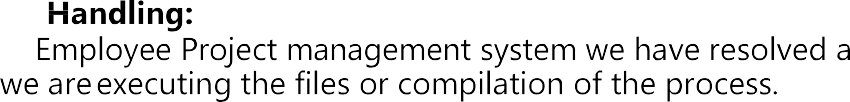 Handling:
Employee Project management system we have resolved a
we are executing the files or compilation of the process.